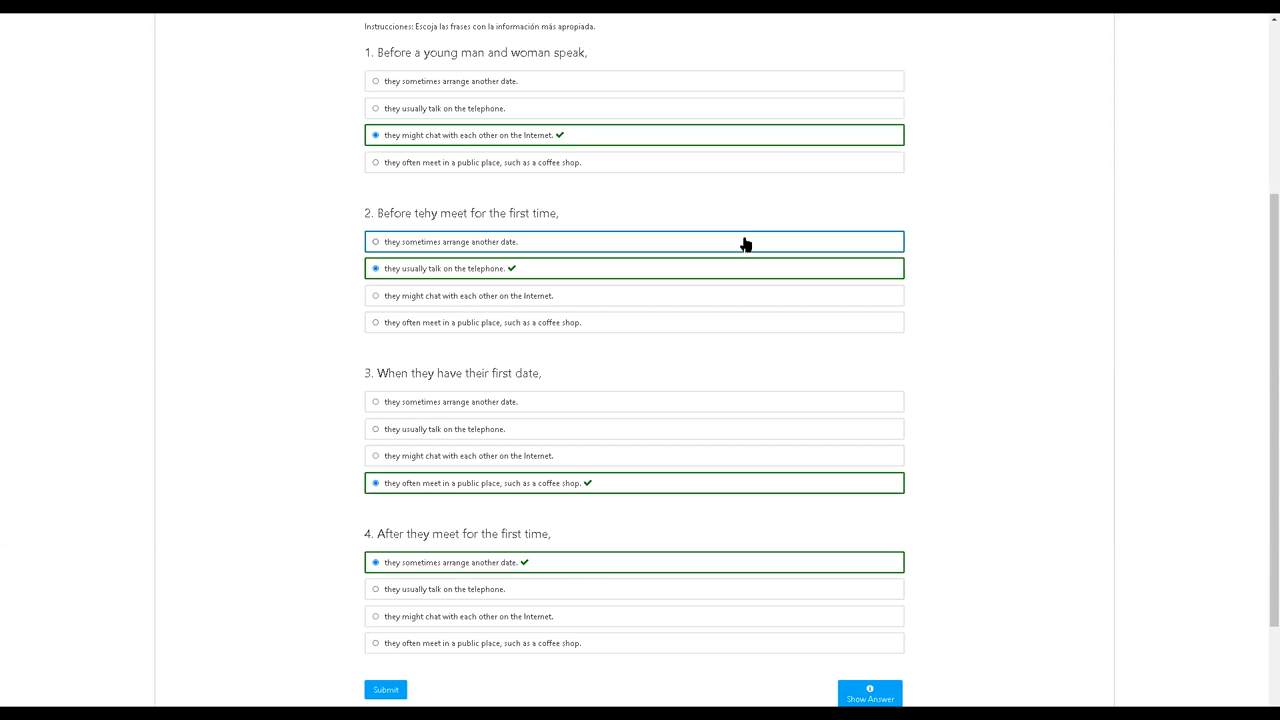 Instrucciones: Escoja las frases con la información más apropiada.
1. Before a young man and woman speak,
they sometimes arrange another date.
they usually talk on the telephone.
they might chat with each other on the Internet.
they often meet in a public place, such as a coffee shop.
2. Before tehy meet for the first time,
they sometimes arrange another date.
they usually talk on the telephone.
they might chat with each other on the Internet.
they often meet in a public place, such as a coffee shop.
3. When they have their first date,
they sometimes arrange another date.
they usually talk on the telephone.
they might chat with each other on the Internet.
they often meet in a public place, such as a coffee shop.
4. After they meet for the first time,
they sometimes arrange another date.
they usually talk on the telephone.
they might chat with each other on the Internet.
they often meet in a public place, such as a coffee shop.
Submit
Show Answer